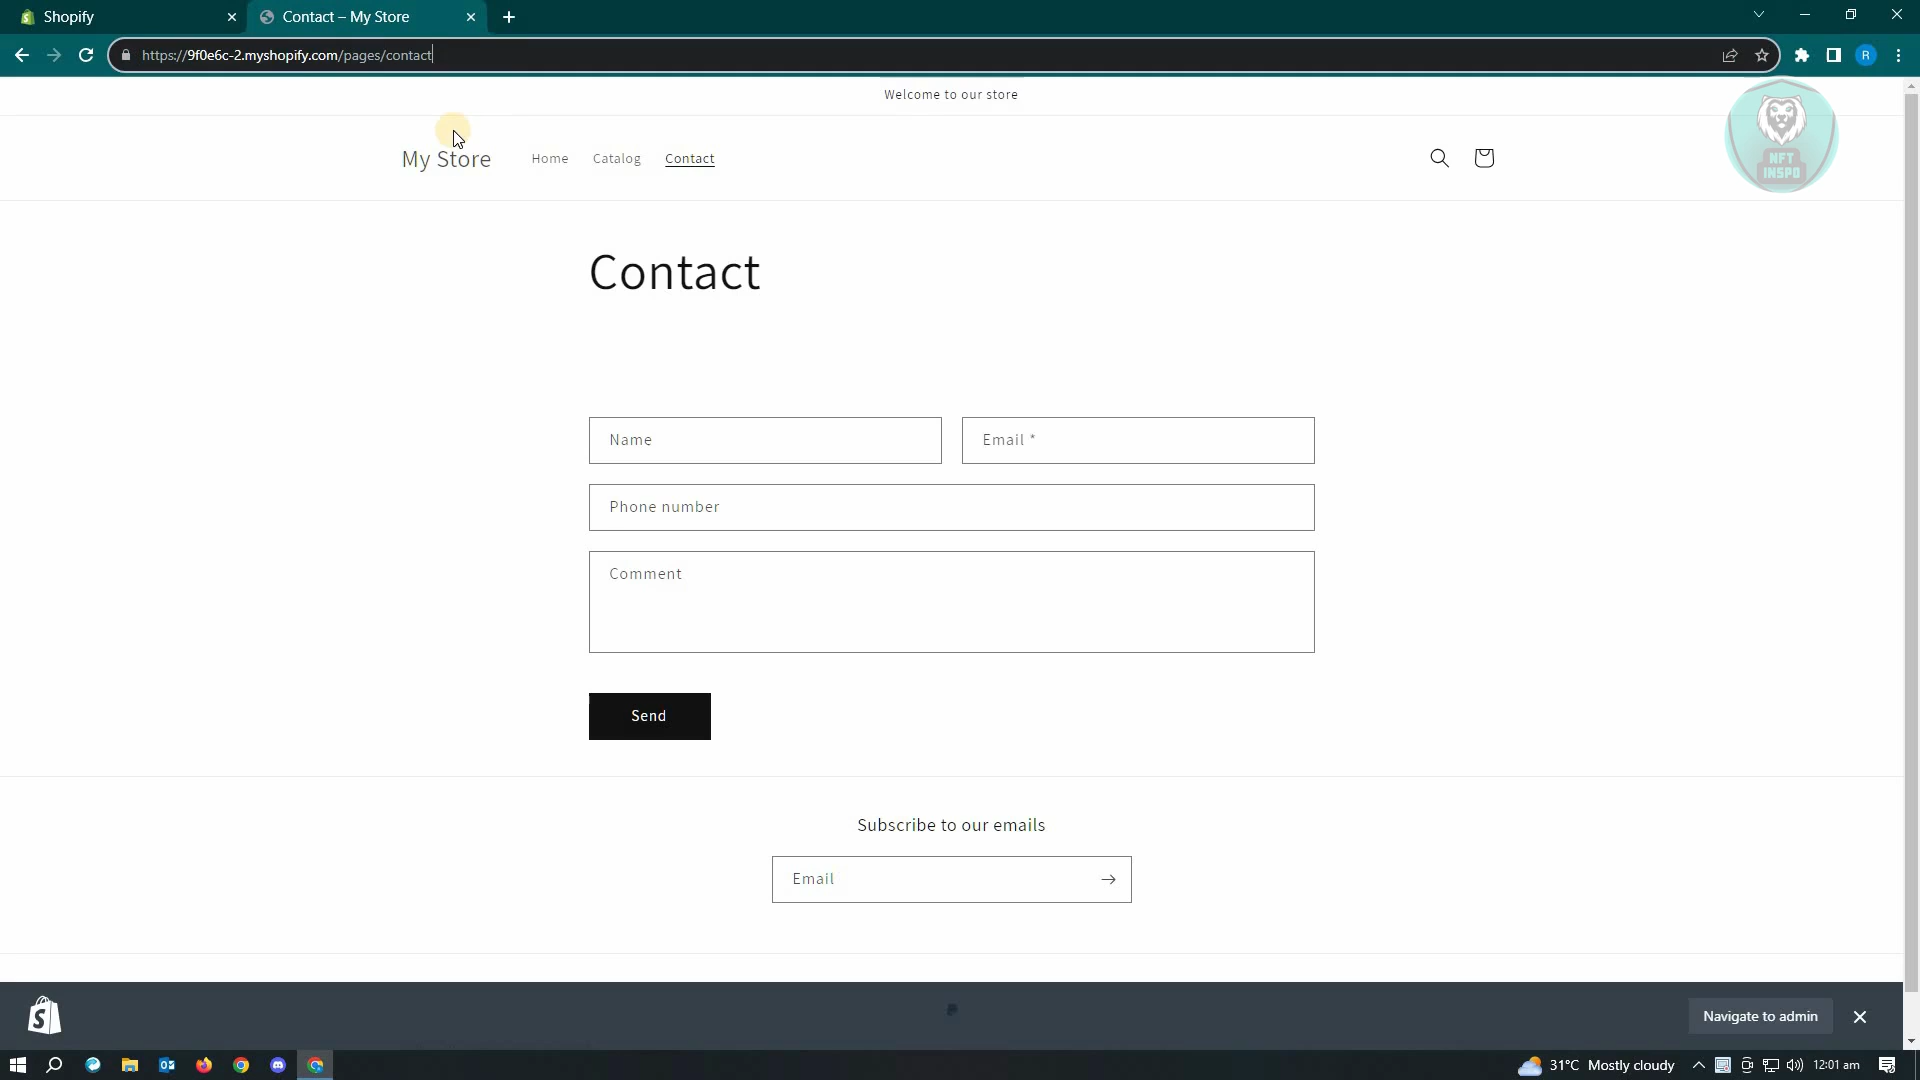 Shopify
Contact – My Store
https://9f0e6c-2.myshopify.com/pages/contact
R
Welcome to our store
NFT
INSPO
My Store
Home
Catalog
Contact
Contact
Name
Email *
Phone number
Comment
Send
Subscribe to our emails
Email
Navigate to admin
31°C Mostly cloudy
12:01 am